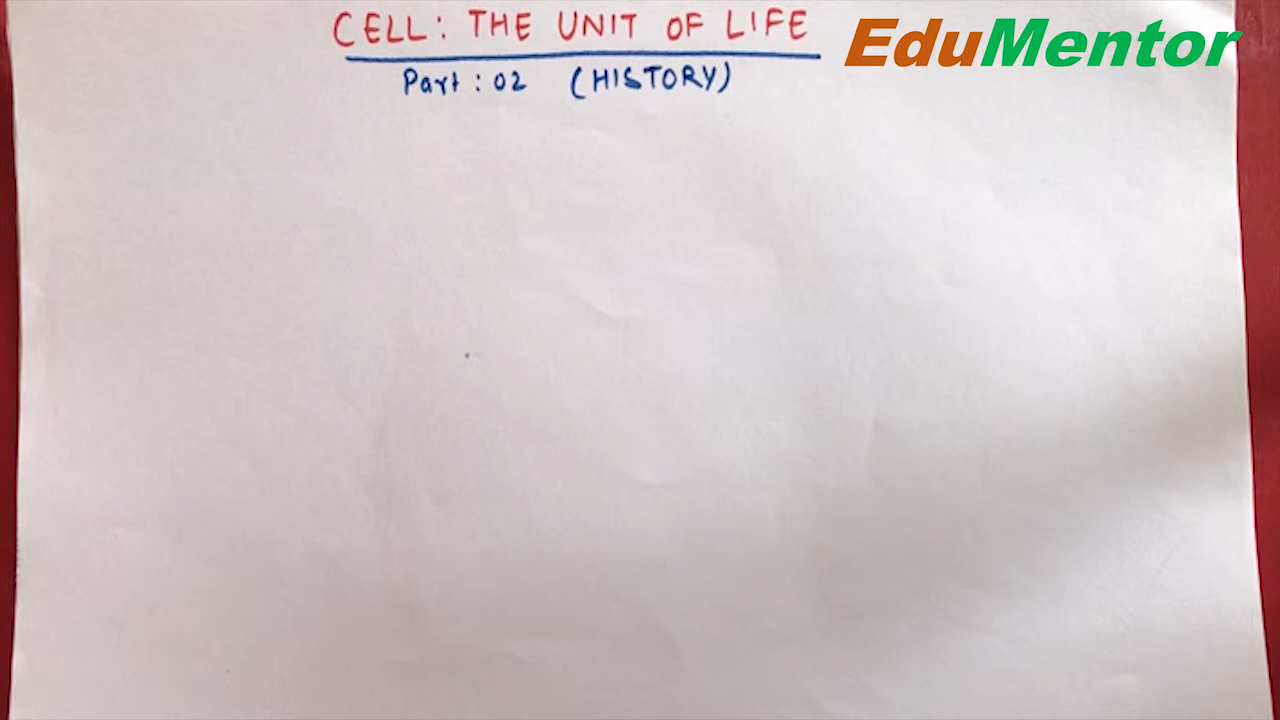 CELL: THE UNIT OF LIFE
EduMentor
Part: 02 (HISTORY)